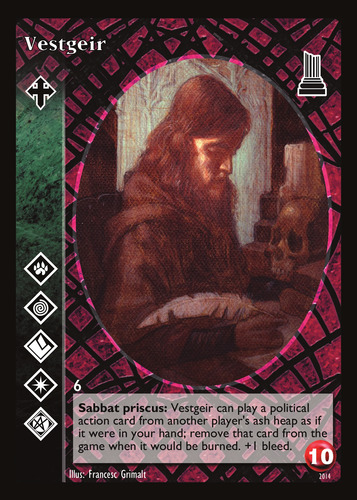 Vestgeir
6
Sabbat priscus: Vestgeir can play a political
action card from another player's ash heap as if
it were in your hand; remove that card from the
game when it would be burned. +1 bleed.
10
Illus: Francesc Grimalt
2014